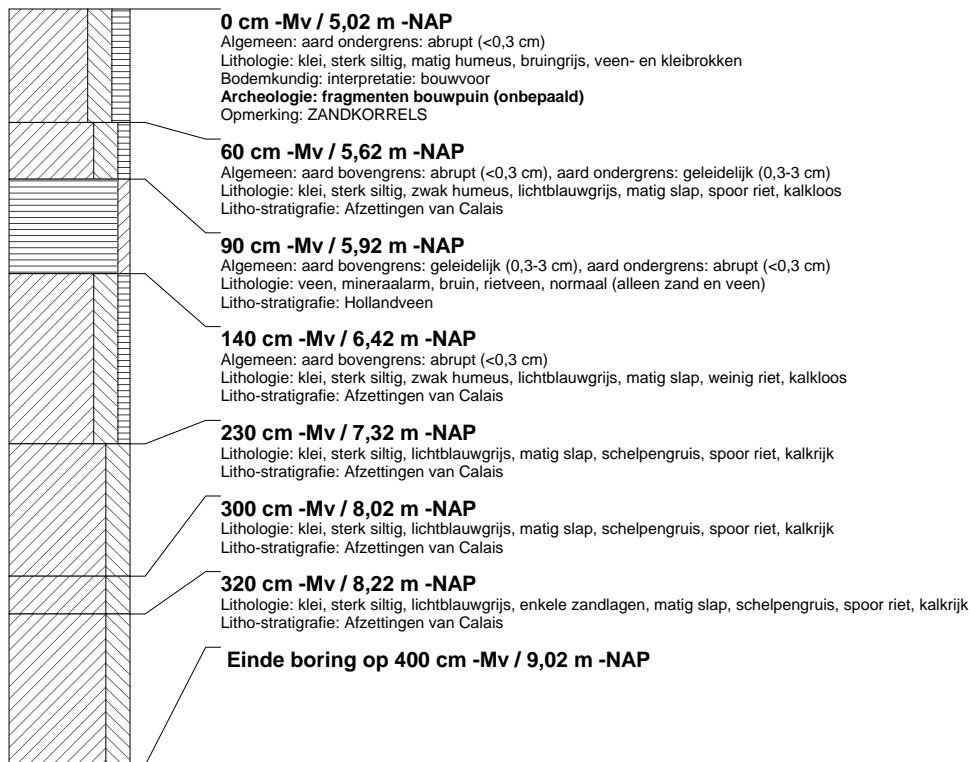 0 cm -Mv / 5,02 m -NAP
Algemeen: aard ondergrens: abrupt (<0,3 cm)
Lithologie: klei, sterk siltig, matig humeus, bruingrijs, veen- en kleibrokken
Bodemkundig: interpretatie: bouwvoor
Archeologie: fragmenten bouwpuin (onbepaald)
Opmerking: ZANDKORRELS
60 cm -Mv / 5,62 m -NAP
Algemeen: aard bovengrens: abrupt (<0,3 cm), aard ondergrens: geleidelijk (0,3-3 cm)
Lithologie: klei, sterk siltig, zwak humeus, lichtblauwgrijs, matig slap, spoor riet, kalkloos
Litho-stratigrafie: Afzettingen van Calais
90 cm -Mv / 5,92 m -NAP
Algemeen: aard bovengrens: geleidelijk (0,3-3 cm), aard ondergrens: abrupt (<0,3 cm)
Lithologie: veen, mineraalarm, bruin, rietveen, normaal (alleen zand en veen)
Litho-stratigrafie: Hollandveen
140 cm -Mv / 6,42 m -NAP
Algemeen: aard bovengrens: abrupt (<0,3 cm)
Lithologie: klei, sterk siltig, zwak humeus, lichtblauwgrijs, matig slap, weinig riet, kalkloos
Litho-stratigrafie: Afzettingen van Calais
230 cm -Mv / 7,32 m -NAP
Lithologie: klei, sterk siltig, lichtblauwgrijs, matig slap, schelpengruis, spoor riet, kalkrijk
Litho-stratigrafie: Afzettingen van Calais
300 cm -Mv / 8,02 m -NAP
Lithologie: klei, sterk siltig, lichtblauwgrijs, matig slap, schelpengruis, spoor riet, kalkrijk
Litho-stratigrafie: Afzettingen van Calais
320 cm -Mv / 8,22 m -NAP
Lithologie: klei, sterk siltig, lichtblauwgrijs, enkele zandlagen, matig slap, schelpengruis, spoor riet, kalkrijk
Litho-stratigrafie: Afzettingen van Calais
Einde boring op 400 cm -Mv / 9,02 m -NAP